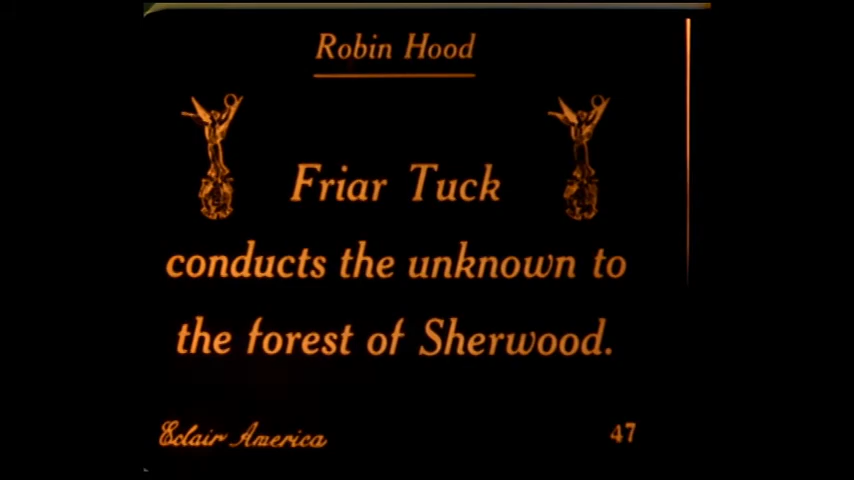 Robin Hood
Friar Tuck
conducts the unknown to
the forest of Sherwood.
Eclair America
47